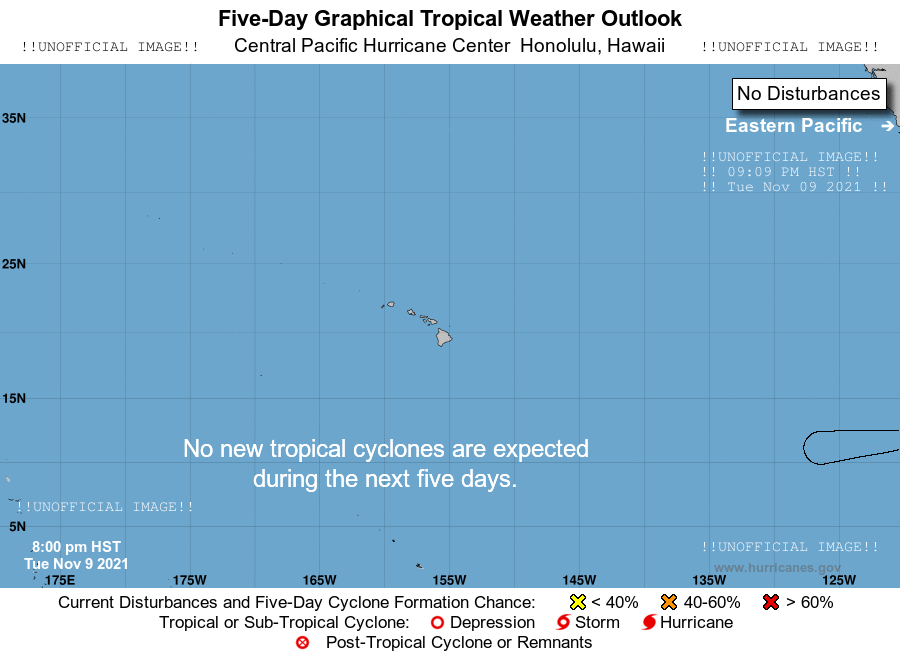 Five-Day Graphical Tropical Weather Outlook
!!UNOFFICIAL IMAGE!! Central Pacific Hurricane Center Honolulu, Hawaii !!UNOFFICIAL IMAGE!!
No Disturbances
35N
Eastern Pacific →
!!UNOFFICIAL IMAGE!!
!! 09:09 PM HST !!
!! Tue Nov 09 2021 !!
25N
15N
No new tropical cyclones are expected
during the next five days.
!!UNOFFICIAL IMAGE!!
5N
8:00 pm HST
Tue Nov 9 2021
!!UNOFFICIAL IMAGE!!
www.hurricanes.gov
175E 175W 165W 155W 145W 135W 125W
Current Disturbances and Five-Day Cyclone Formation Chance: < 40% 40-60% > 60%
Tropical or Sub-Tropical Cyclone: Depression Storm Hurricane
Post-Tropical Cyclone or Remnants